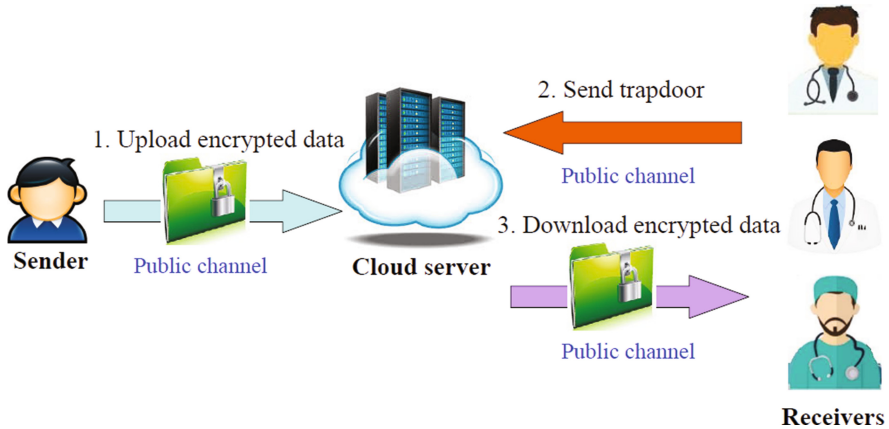 1. Upload encrypted data
Public channel
Sender
Cloud server
2. Send trapdoor
Public channel
3. Download encrypted data
Public channel
Receivers